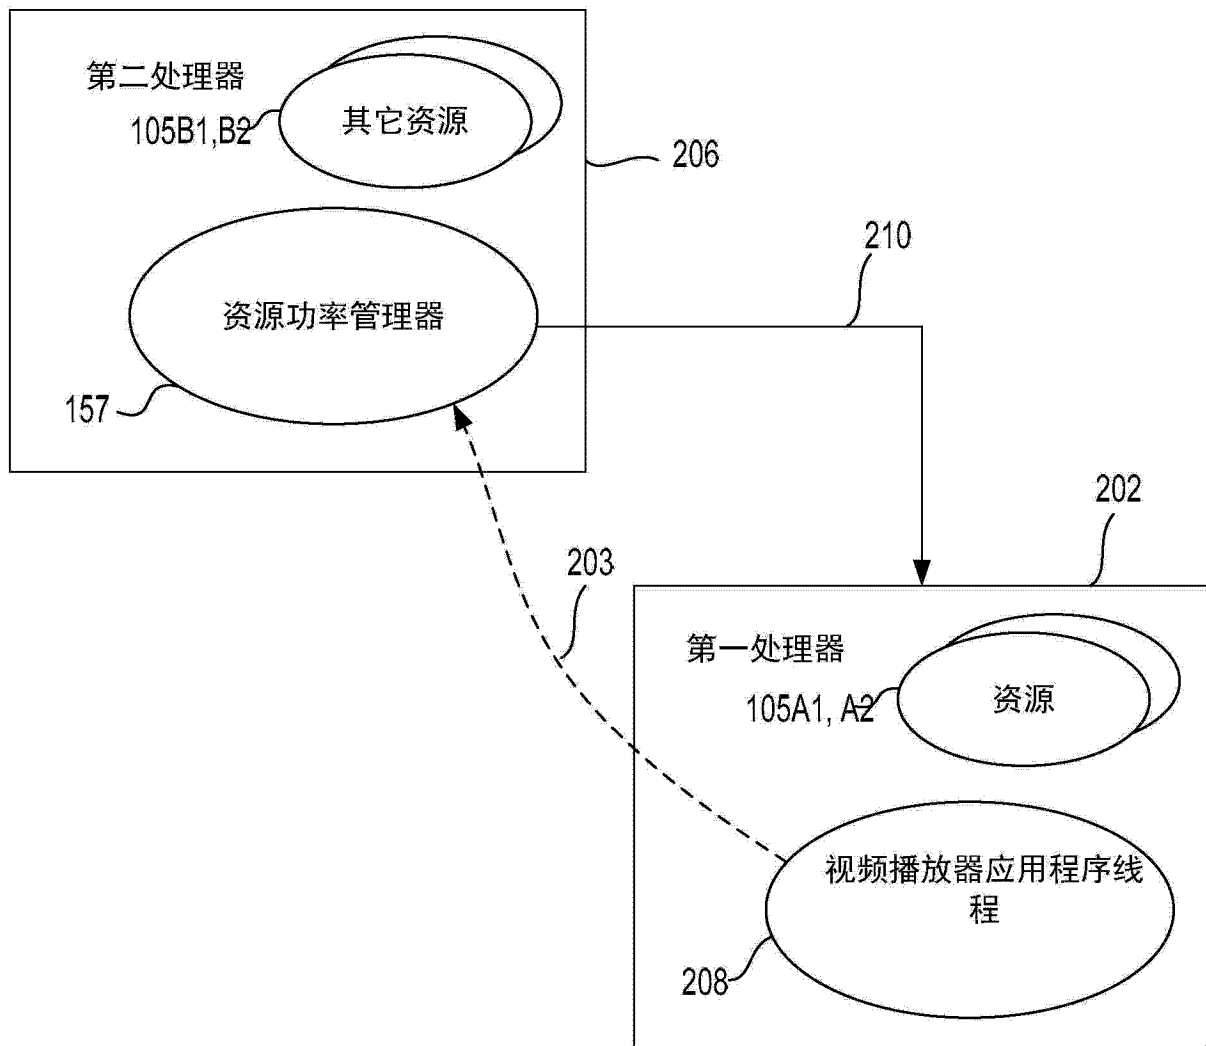 第二处理器
105B1,B2
其它资源
206
210
资源功率管理器
157
202
203
第一处理器
105A1, A2
资源
视频播放器应用程序线
程
208